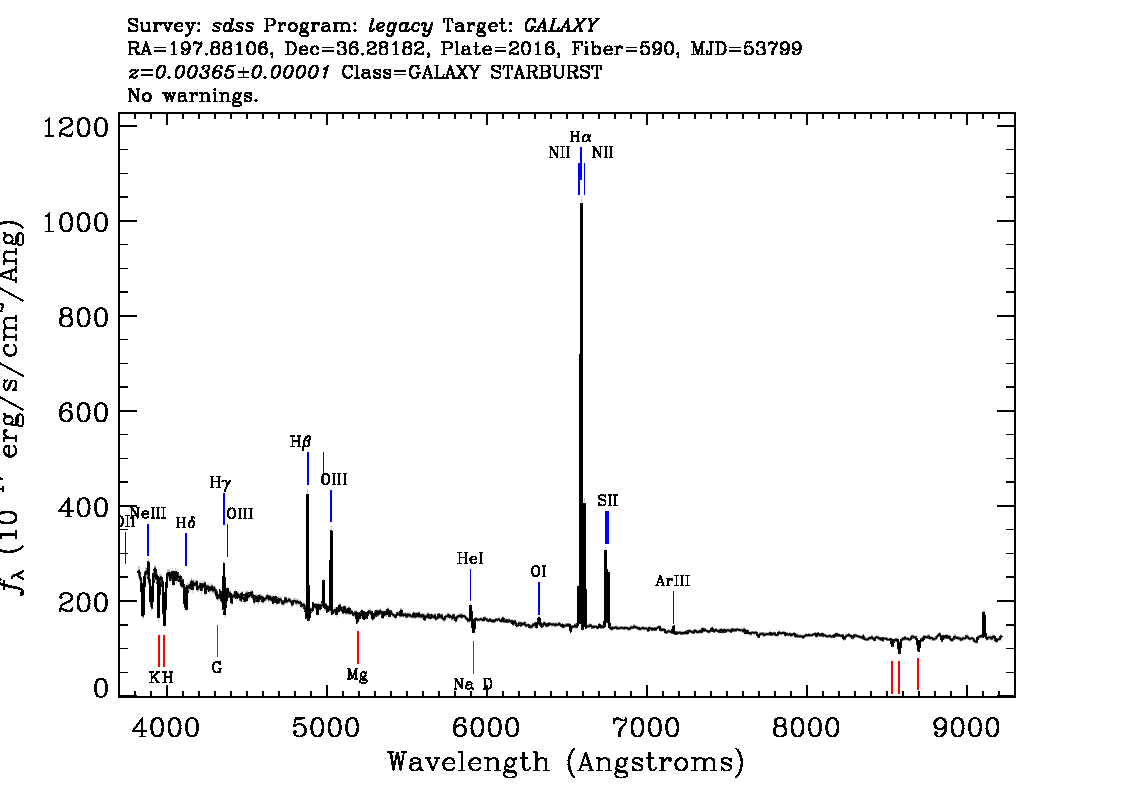 Survey: sdss Program: legacy Target: GALAXY
RA=197.88106, Dec=36.28182, Plate=2016, Fiber=590, MJD=53799
z=0.00365±0.00001 Class=GALAXY STARBURST
No warnings.
1200
1000
800
600
400
200
0
Hα
NII NII
Hβ
OIII
Hγ
OIII
NeIII
Hδ
SII
HeI
OI
ArIII
K H
G
Mg
Na D
4000 5000 6000 7000 8000 9000
Wavelength (Angstroms)
erg/s/cm /Ang)